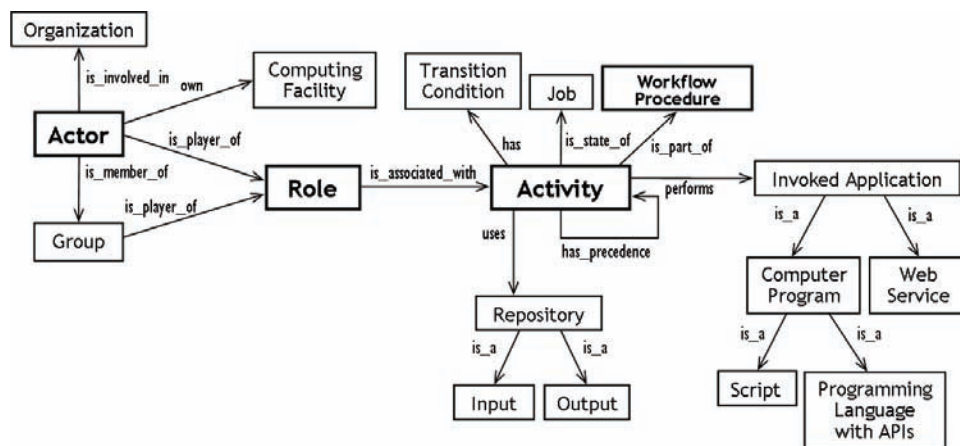 Organization
is_involved_in
own
Computing
Facility
Transition
Condition
Job
Workflow
Procedure
Actor
is_player_of
has
is_state_of
is_part_of
is_member_of
Role
is_associated_with
Activity
performs
Invoked Application
is_player_of
Group
uses
has_precedence
is_a
is_a
Computer
Program
Web
Service
Repository
is_a
is_a
is_a
is_a
Input
Output
Script
Programming
Language
with APIs